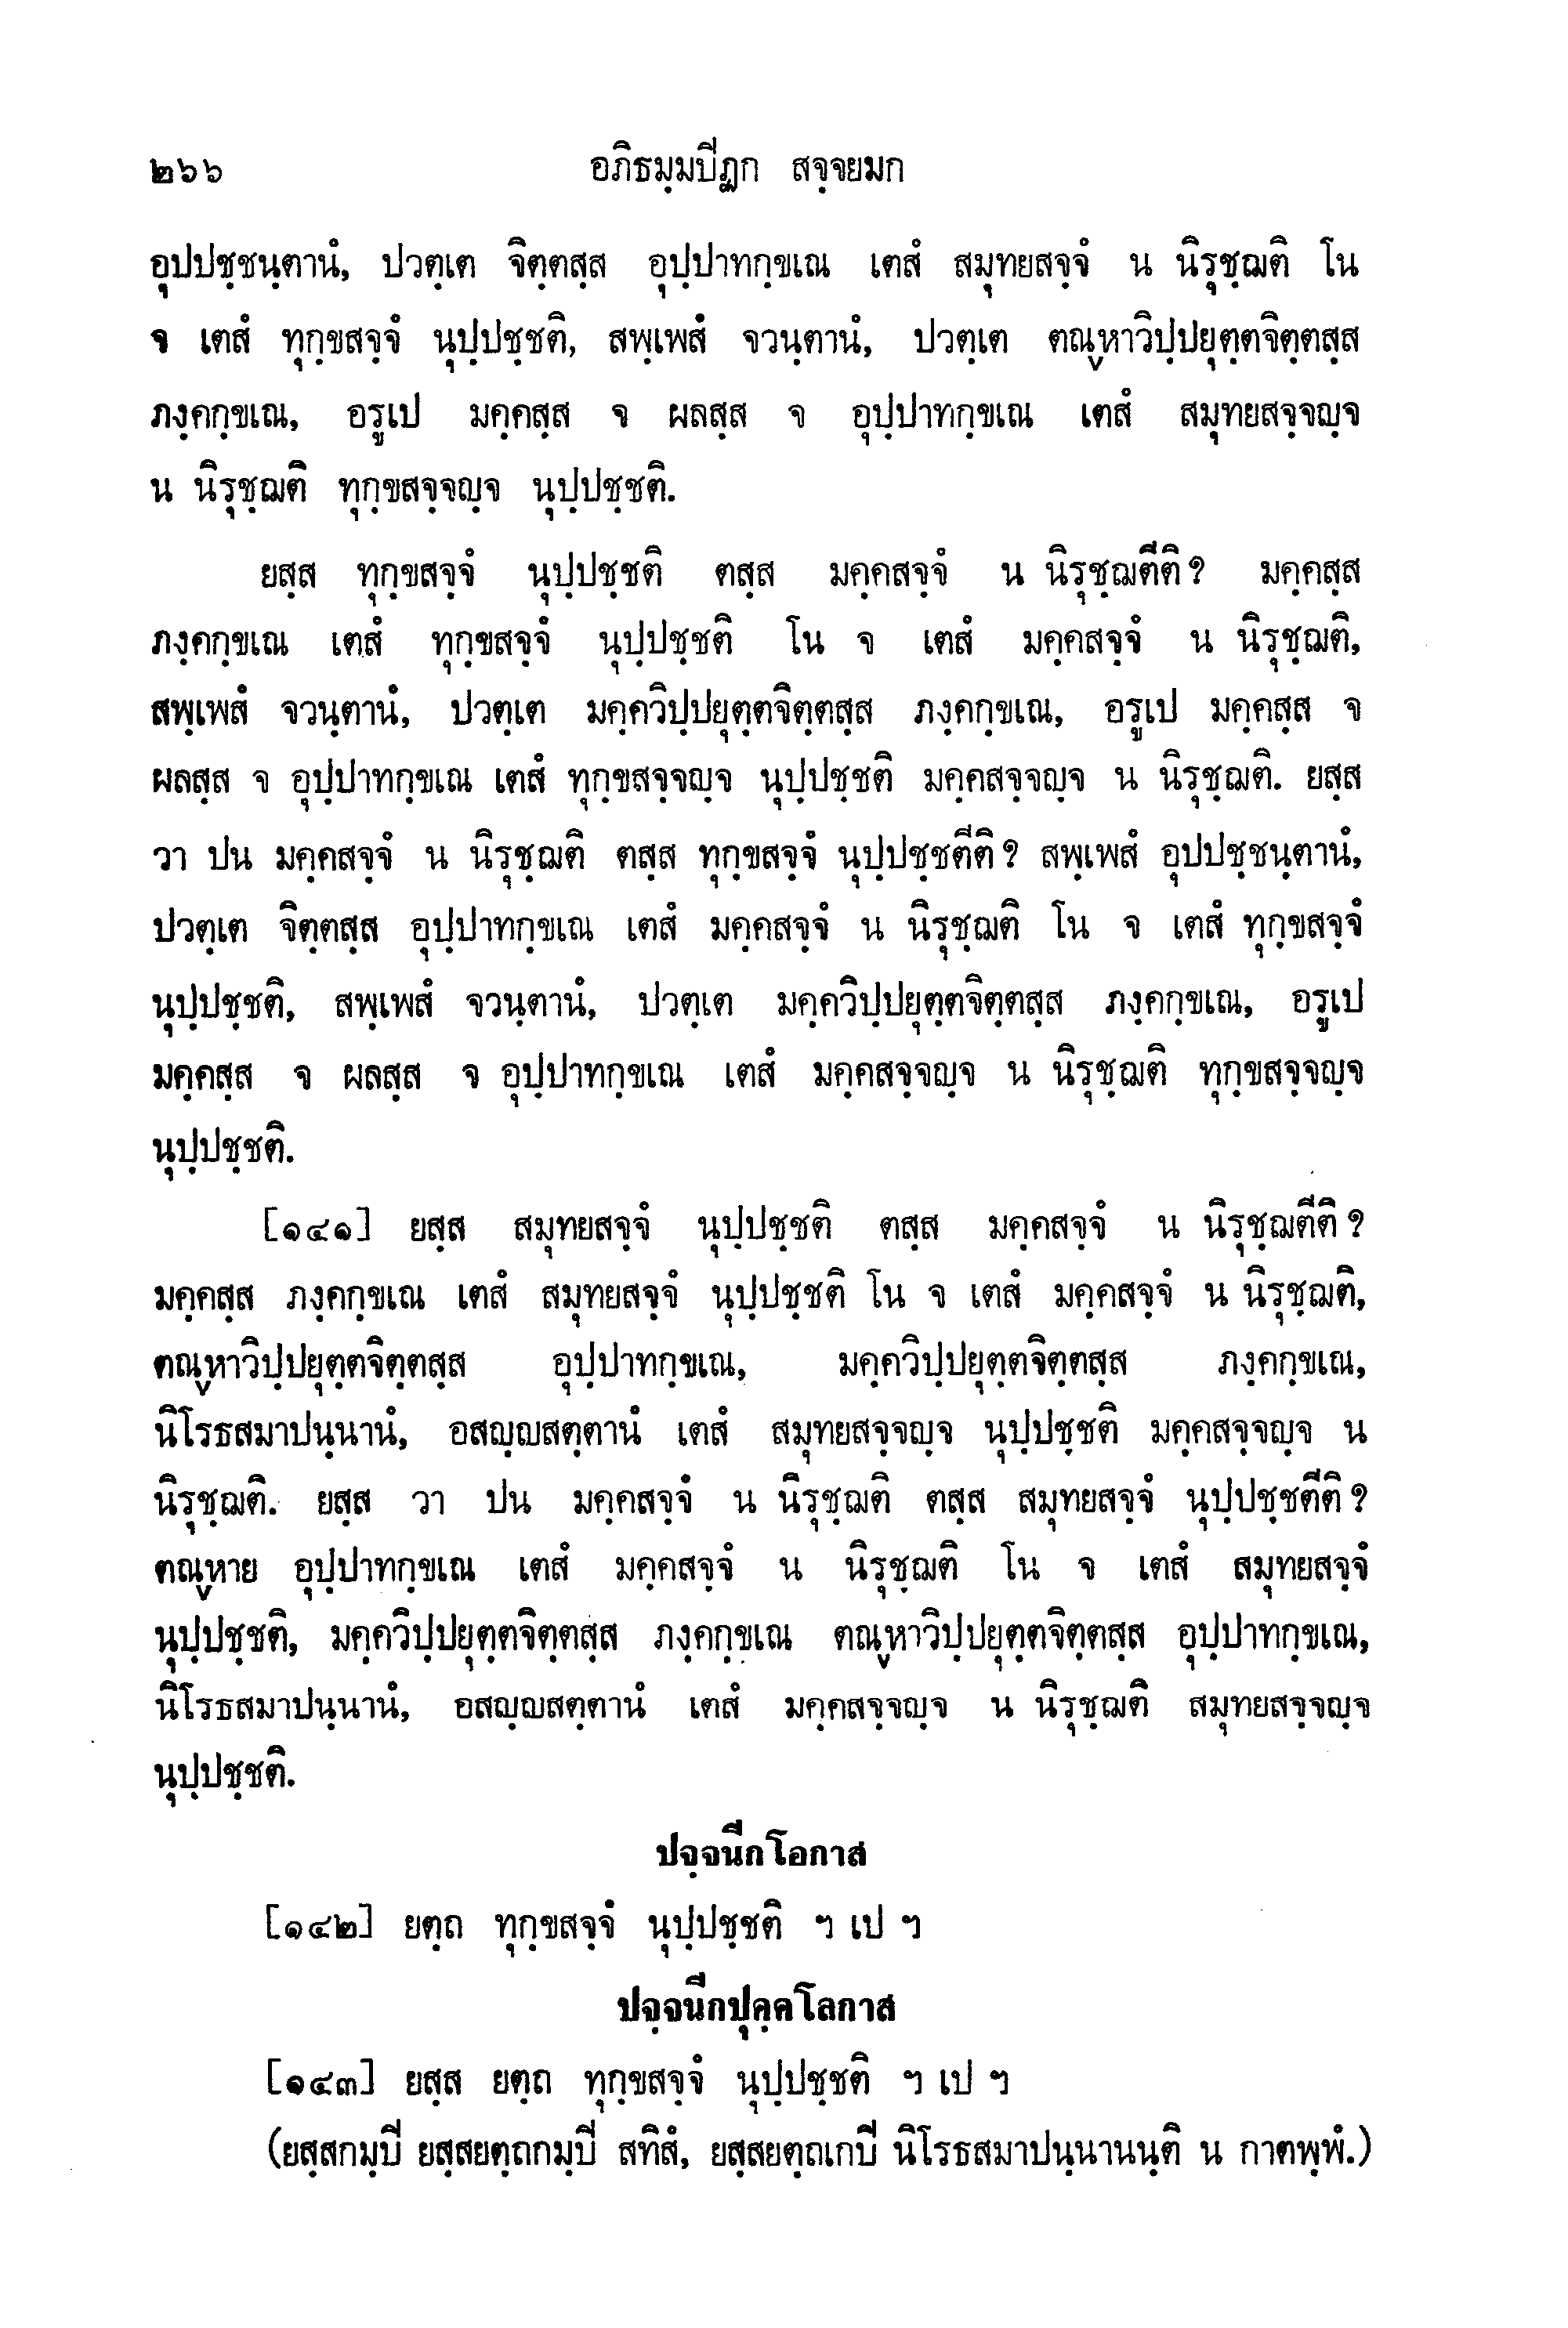 ๒๖๖ อภิธมฺมปีฏก สจฺจยมก
อุปปชฺชนฺตานํ, ปวตฺเต จิตฺตสฺส อุปฺปาทกฺขเณ เตสํ สมุทยสจฺจํ น นิรุชฺฌติ โน
จ เตสํ ทุกฺขสจฺจํ นุปฺปชฺชติ, สพฺเพสํ จวนฺตานํ, ปวตฺเต ตณฺหาวิปฺปยุตฺตจิตฺตสฺส
ภงฺคกฺขเณ, อรูเป มคฺคสฺส จ ผลสฺส จ อุปฺปาทกฺขเณ เตสํ สมุทยสจฺจญฺจ
น นิรุชฺฌติ ทุกฺขสจฺจญฺจ นุปฺปชฺชติ.
ยสฺส ทุกฺขสจฺจํ นุปฺปชฺชติ ตสฺส มคฺคสจฺจํ น นิรุชฺฌตีติ? มคฺคสฺส
ภงฺคกฺขเณ เตสํ ทุกฺขสจฺจํ นุปฺปชฺชติ โน จ เตสํ มคฺคสจฺจํ น นิรุชฺฌติ,
สพฺเพสํ จวนฺตานํ, ปวตฺเต มคฺควิปฺปยุตฺตจิตฺตสฺส ภงฺคกฺขเณ, อรูเป มคฺคสฺส จ
ผลสฺส จ อุปฺปาทกฺขเณ เตสํ ทุกฺขสจฺจญฺจ นุปฺปชฺชติ มคฺคสจฺจญฺจ น นิรุชฺฌติ. ยสฺส
วา ปน มคฺคสจฺจํ น นิรุชฺฌติ ตสฺส ทุกฺขสจฺจํ นุปฺปชฺชตีติ? สพฺเพสํ อุปปชฺชนฺตานํ,
ปวตฺเต จิตฺตสฺส อุปฺปาทกฺขเณ เตสํ มคฺคสจฺจํ น นิรุชฺฌติ โน จ เตสํ ทุกฺขสจฺจํ
นุปฺปชฺชติ, สพฺเพสํ จวนฺตานํ, ปวตฺเต มคฺควิปฺปยุตฺตจิตฺตสฺส ภงฺคกฺขเณ, อรูเป
มคฺคสฺส จ ผลสฺส จ อุปฺปาทกฺขเณ เตสํ มคฺคสจฺจญฺจ น นิรุชฺฌติ ทุกฺขสจฺจญฺจ
นุปฺปชฺชติ.
[๑๔๑] ยสฺส สมุทยสจฺจํ นุปฺปชฺชติ ตสฺส มคฺคสจฺจํ น นิรุชฺฌตีติ?
มคฺคสฺส ภงฺคกฺขเณ เตสํ สมุทยสจฺจํ นุปฺปชฺชติ โน จ เตสํ มคฺคสจฺจํ น นิรุชฺฌติ,
ตณฺหาวิปฺปยุตฺตจิตฺตสฺส อุปฺปาทกฺขเณ, มคฺควิปฺปยุตฺตจิตฺตสฺส ภงฺคกฺขเณ,
นิโรธสมาปนฺนานํ, อสญฺญสตฺตานํ เตสํ สมุทยสจฺจญฺจ นุปฺปชฺชติ มคฺคสจฺจญฺจ น
นิรุชฺฌติ. ยสฺส วา ปน มคฺคสจฺจํ น นิรุชฺฌติ ตสฺส สมุทยสจฺจํ นุปฺปชฺชตีติ?
ตณฺหาย อุปฺปาทกฺขเณ เตสํ มคฺคสจฺจํ น นิรุชฺฌติ โน จ เตสํ สมุทยสจฺจํ
นุปฺปชฺชติ, มคฺควิปฺปยุตฺตจิตฺตสฺส ภงฺคกฺขเณ ตณฺหาวิปฺปยุตฺตจิตฺตสฺส อุปฺปาทกฺขเณ,
นิโรธสมาปนฺนานํ, อสญฺญสตฺตานํ เตสํ มคฺคสจฺจญฺจ น นิรุชฺฌติ สมุทยสจฺจญฺจ
นุปฺปชฺชติ.
ปจฺจนีกโอกาส
[๑๔๒] ยตฺถ ทุกฺขสจฺจํ นุปฺปชฺชติ ฯ เป ฯ
ปจฺจนีกปุคฺคโลกาส
[๑๔๓] ยสฺส ยตฺถ ทุกฺขสจฺจํ นุปฺปชฺชติ ฯ เป ฯ
(ยสฺสกมฺปี ยสฺสยตฺถกมฺปี สทิสํ, ยสฺสยตฺถเกปี นิโรธสมาปนฺนานนฺติ น กาตพฺพํ.)